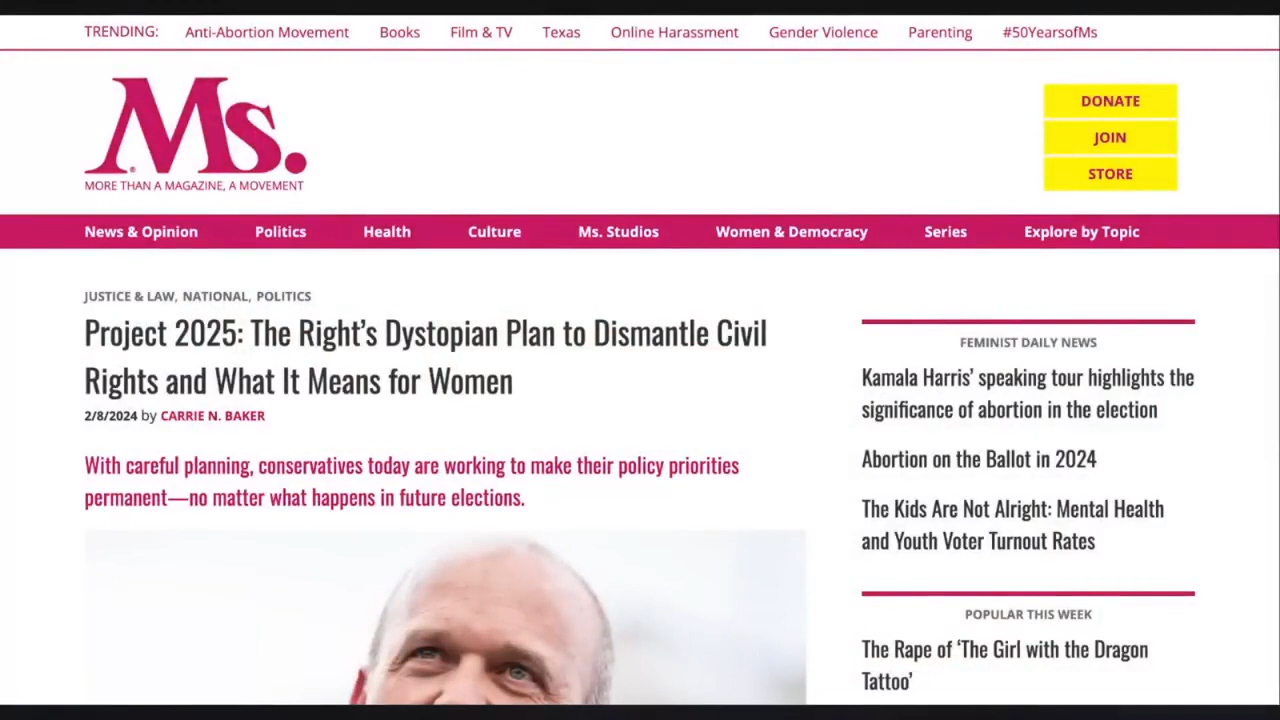 TRENDING: Anti-Abortion Movement Books Film & TV Texas Online Harassment Gender Violence Parenting #50YearsofMs
Ms.
MORE THAN A MAGAZINE, A MOVEMENT
DONATE
JOIN
STORE
News & Opinion Politics Health Culture Ms. Studios Women & Democracy Series Explore by Topic
JUSTICE & LAW, NATIONAL, POLITICS
Project 2025: The Right’s Dystopian Plan to Dismantle Civil
Rights and What It Means for Women
2/8/2024 by CARRIE N. BAKER
With careful planning, conservatives today are working to make their policy priorities
permanent—no matter what happens in future elections.
FEMINIST DAILY NEWS
Kamala Harris’ speaking tour highlights the
significance of abortion in the election
Abortion on the Ballot in 2024
The Kids Are Not Alright: Mental Health
and Youth Voter Turnout Rates
POPULAR THIS WEEK
The Rape of ‘The Girl with the Dragon
Tattoo’